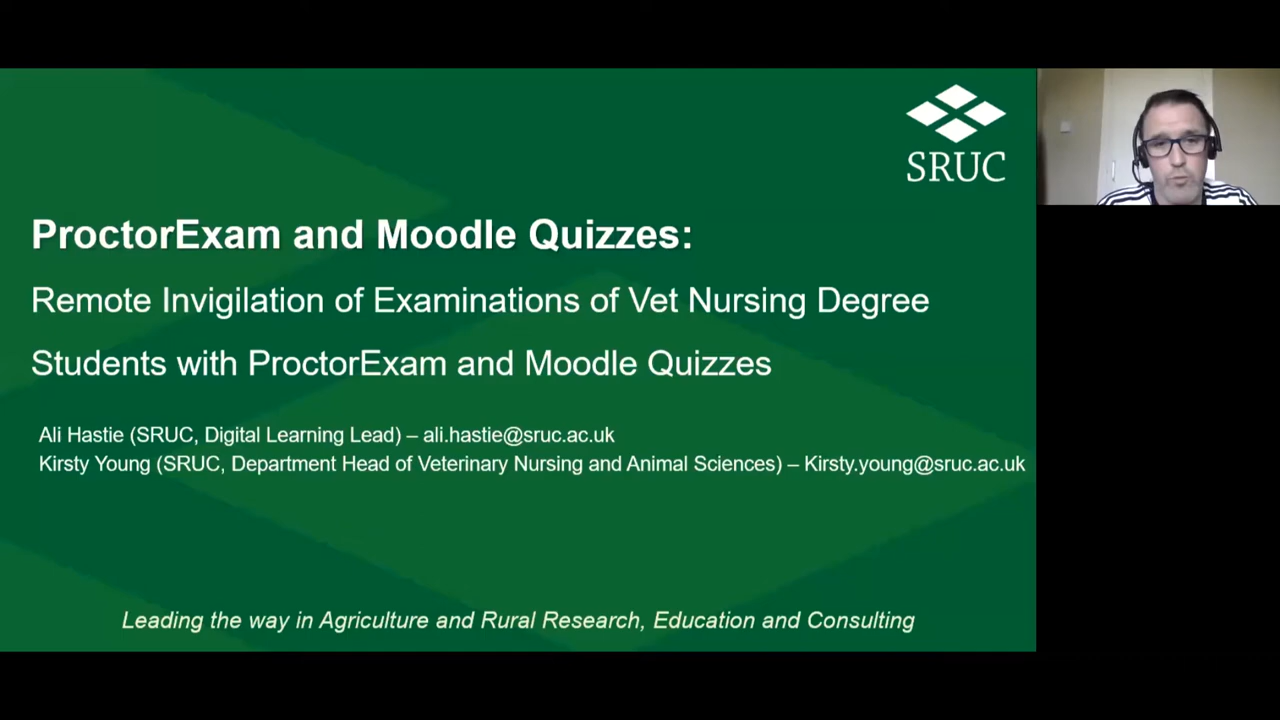 SRUC
ProctorExam and Moodle Quizzes:
Remote Invigilation of Examinations of Vet Nursing Degree
Students with ProctorExam and Moodle Quizzes
Ali Hastie (SRUC, Digital Learning Lead) – ali.hastie@sruc.ac.uk
Kirsty Young (SRUC, Department Head of Veterinary Nursing and Animal Sciences) – Kirsty.young@sruc.ac.uk
Leading the way in Agriculture and Rural Research, Education and Consulting